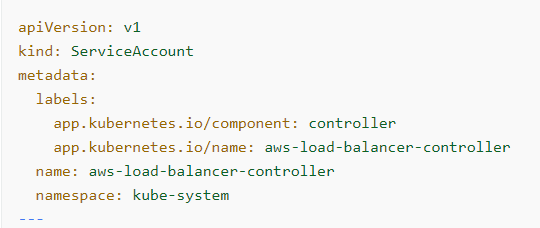 apiVersion: v1
kind: ServiceAccount
metadata:
  labels:
    app.kubernetes.io/component: controller
    app.kubernetes.io/name: aws-load-balancer-controller
  name: aws-load-balancer-controller
  namespace: kube-system
---